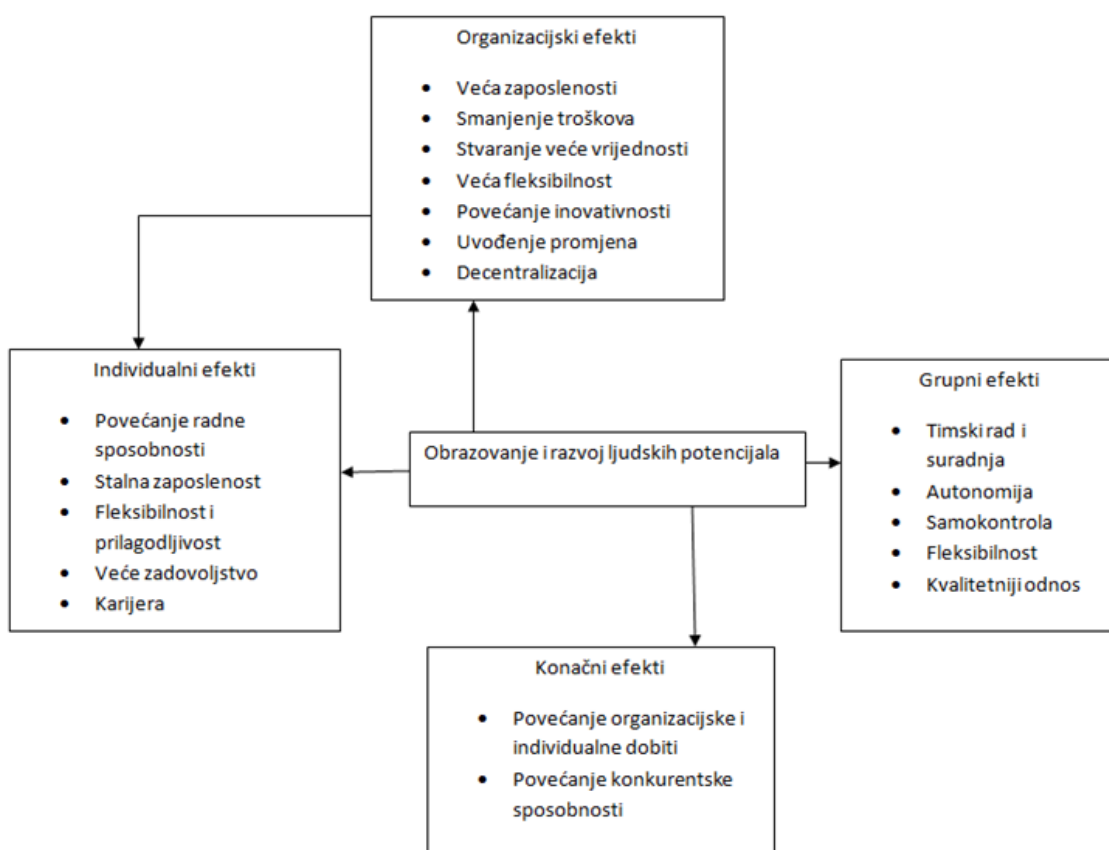 Organizacijski efekti
• Veća zaposlenosti
• Smanjenje troškova
• Stvaranje veće vrijednosti
• Veća fleksibilnost
• Povećanje inovativnosti
• Uvođenje promjena
• Decentralizacija
Individualni efekti
• Povećanje radne
sposobnosti
• Stalna zaposlenost
• Fleksibilnost i
prilagodljivost
• Veće zadovoljstvo
• Karijera
Obrazovanje i razvoj ljudskih potencijala
Grupni efekti
• Timski rad i
suradnja
• Autonomija
• Samokontrola
• Fleksibilnost
• Kvalitetniji odnos
Konačni efekti
• Povećanje organizacijske i
individualne dobiti
• Povećanje konkurentske
sposobnosti